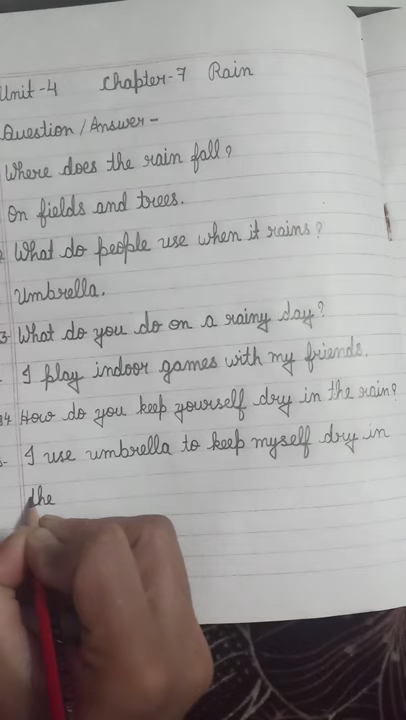 Unit-4 Chapter-7 Rain
Question/Answer-
Where does the rain fall?
On fields and trees.
What do people use when it rains?
Umbrella.
3. What do you do on a rainy day?
I play indoor games with my friends.
4. How do you keep yourself dry in the rain?
I use umbrella to keep myself dry in
the